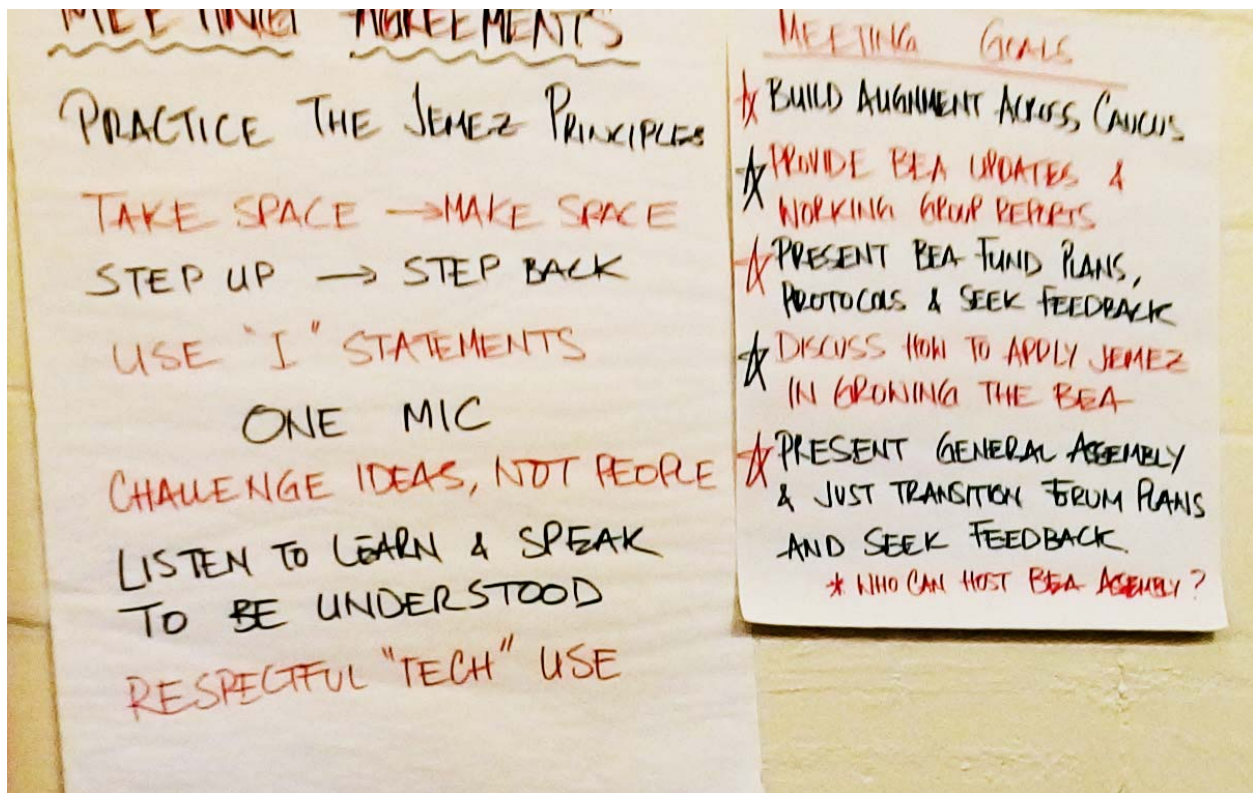 MEETING AGREEMENTS
PRACTICE THE JEMEZ PRINCIPLES
TAKE SPACE → MAKE SPACE
STEP UP → STEP BACK
USE "I" STATEMENTS
ONE MIC
CHALLENGE IDEAS, NOT PEOPLE
LISTEN TO LEARN & SPEAK
TO BE UNDERSTOOD
RESPECTFUL "TECH" USE
MEETING GOALS
☆ BUILD ALIGNMENT ACROSS CAUCUS
☆ PROVIDE BEA UPDATES &
WORKING GROUP REPORTS
☆ PRESENT BEA FUND PLANS,
PROTOCOLS & SEEK FEEDBACK
☆ DISCUSS HOW TO APPLY JEMEZ
IN GROWING THE BEA
☆ PRESENT GENERAL ASSEMBLY
& JUST TRANSITION FORUM PLANS
AND SEEK FEEDBACK.
* WHO CAN HOST BEA ASSEMBLY?